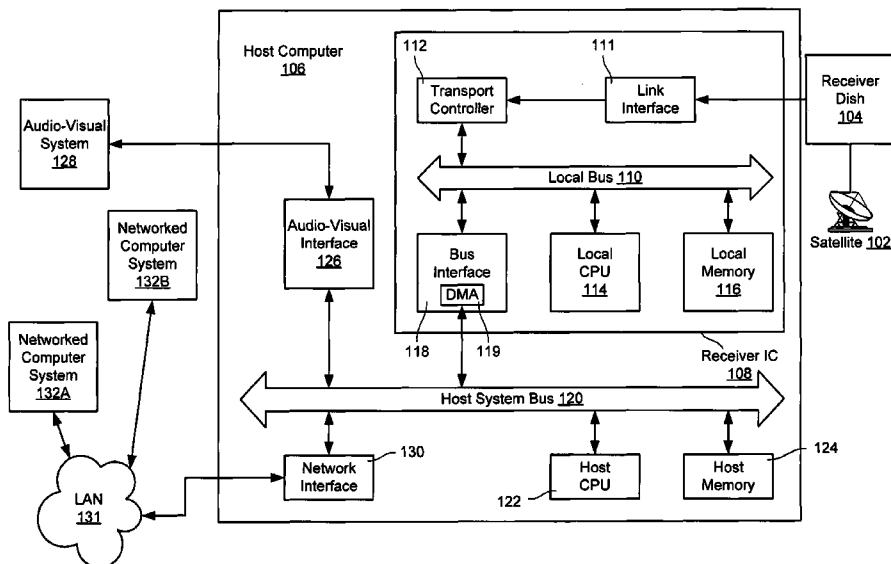 Host Computer
106
112
111
Transport
Controller
Link
Interface
Receiver
Dish
104
Audio-Visual
System
128
Local Bus 110
Satellite 102
Networked
Computer
System
132B
Audio-Visual
Interface
126
Bus
Interface
DMA
Local
CPU
114
Local
Memory
116
118
119
Receiver IC
108
Networked
Computer
System
132A
Host System Bus 120
130
124
Network
Interface
Host
CPU
Host
Memory
122
LAN
131